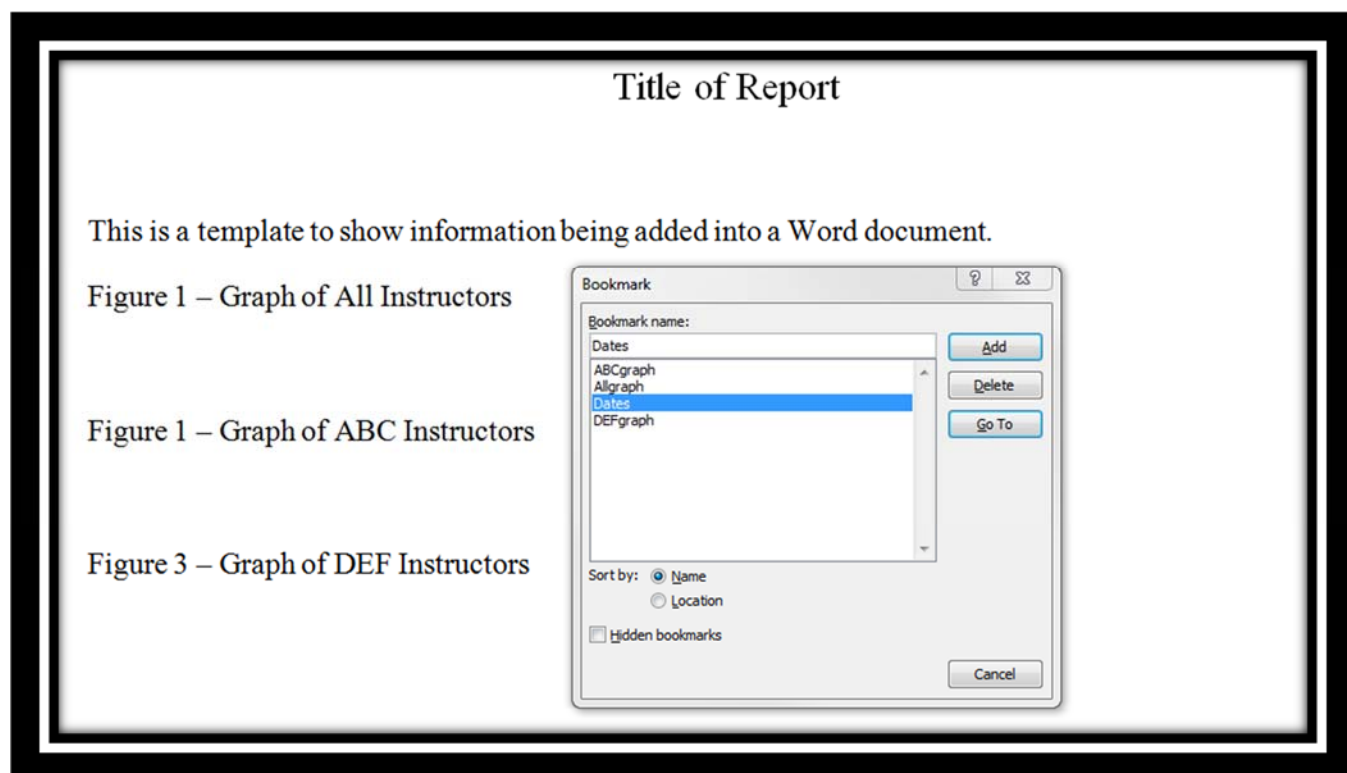 Title of Report
This is a template to show information being added into a Word document.
Figure 1 – Graph of All Instructors
Figure 1 – Graph of ABC Instructors
Figure 3 – Graph of DEF Instructors
Bookmark
Bookmark name:
Dates
Add
ABCgraph
Allgraph
Dates
DEFgraph
Delete
Go To
Sort by: Name
Location
Hidden bookmarks
Cancel